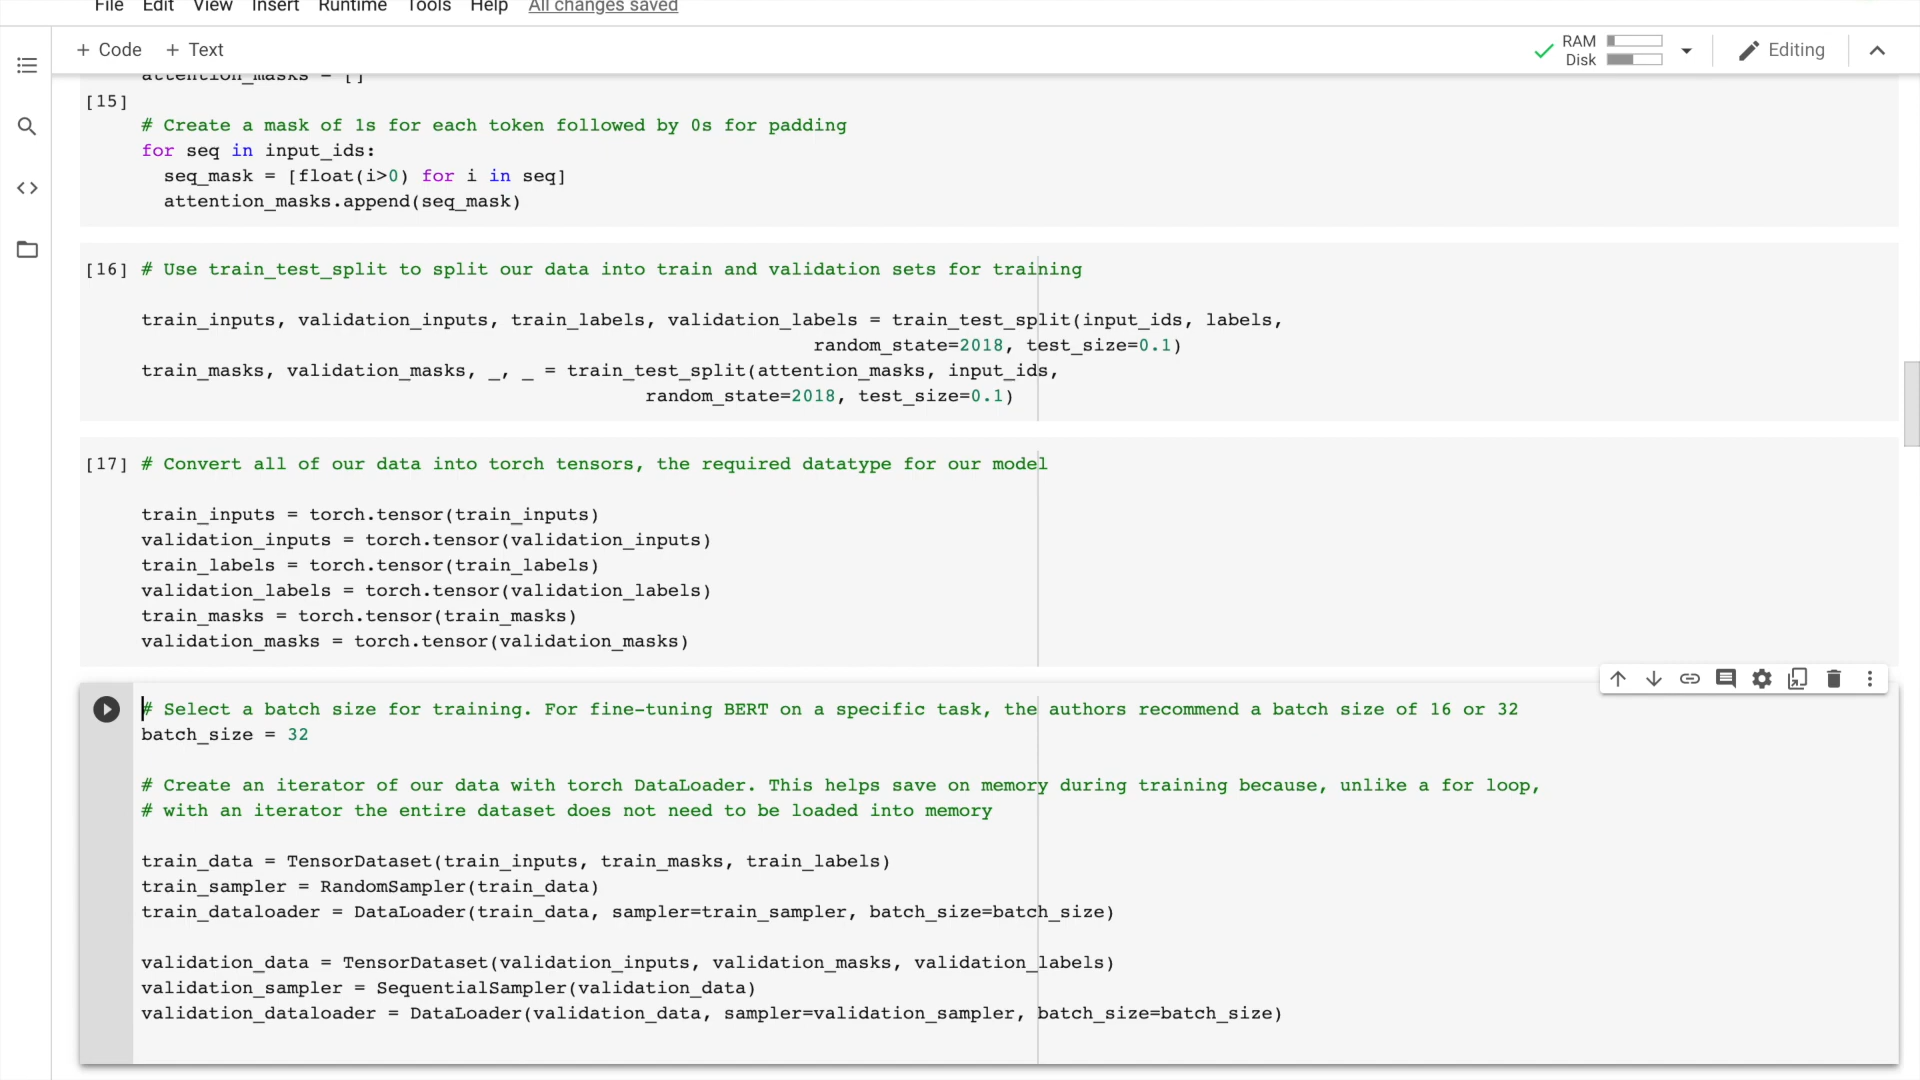 File Edit View Insert Runtime Tools Help All changes saved
+ Code + Text
RAM
Disk
Editing
attention_masks = []
[15]
# Create a mask of 1s for each token followed by 0s for padding
for seq in input_ids:
  seq_mask = [float(i>0) for i in seq]
  attention_masks.append(seq_mask)
[16] # Use train_test_split to split our data into train and validation sets for training
train_inputs, validation_inputs, train_labels, validation_labels = train_test_split(input_ids, labels,
random_state=2018, test_size=0.1)
train_masks, validation_masks, _, _ = train_test_split(attention_masks, input_ids,
random_state=2018, test_size=0.1)
[17] # Convert all of our data into torch tensors, the required datatype for our model
train_inputs = torch.tensor(train_inputs)
validation_inputs = torch.tensor(validation_inputs)
train_labels = torch.tensor(train_labels)
validation_labels = torch.tensor(validation_labels)
train_masks = torch.tensor(train_masks)
validation_masks = torch.tensor(validation_masks)
# Select a batch size for training. For fine-tuning BERT on a specific task, the authors recommend a batch size of 16 or 32
batch_size = 32
# Create an iterator of our data with torch DataLoader. This helps save on memory during training because, unlike a for loop,
# with an iterator the entire dataset does not need to be loaded into memory
train_data = TensorDataset(train_inputs, train_masks, train_labels)
train_sampler = RandomSampler(train_data)
train_dataloader = DataLoader(train_data, sampler=train_sampler, batch_size=batch_size)
validation_data = TensorDataset(validation_inputs, validation_masks, validation_labels)
validation_sampler = SequentialSampler(validation_data)
validation_dataloader = DataLoader(validation_data, sampler=validation_sampler, batch_size=batch_size)